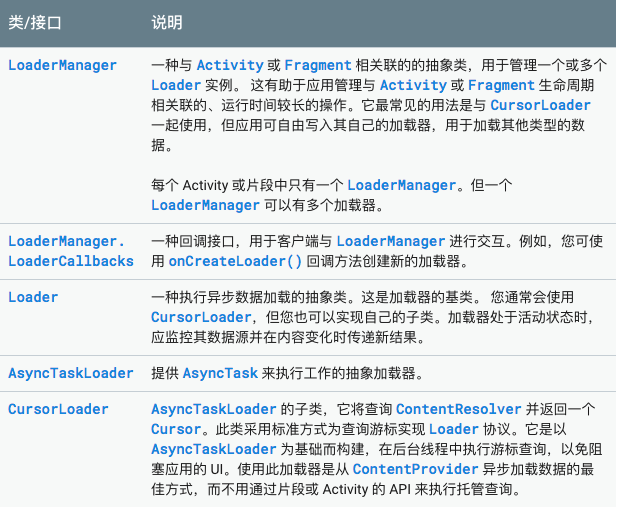 类/接口 说明
LoaderManager 一种与 Activity 或 Fragment 相关联的的抽象类，用于管理一个或多个
Loader 实例。 这有助于应用管理与 Activity 或 Fragment 生命周期
相关联的、运行时间较长的操作。它最常见的用法是与 CursorLoader
一起使用，但应用可自由写入其自己的加载器，用于加载其他类型的数
据。
每个 Activity 或片段中只有一个 LoaderManager。但一个
LoaderManager 可以有多个加载器。
LoaderManager. 一种回调接口，用于客户端与 LoaderManager 进行交互。例如，您可使
LoaderCallbacks 用 onCreateLoader() 回调方法创建新的加载器。
Loader 一种执行异步数据加载的抽象类。这是加载器的基类。 您通常会使用
CursorLoader，但您也可以实现自己的子类。加载器处于活动状态时，
应监控其数据源并在内容变化时传递新结果。
AsyncTaskLoader 提供 AsyncTask 来执行工作的抽象加载器。
CursorLoader AsyncTaskLoader 的子类，它将查询 ContentResolver 并返回一个
Cursor。此类采用标准方式为查询游标实现 Loader 协议。它是以
AsyncTaskLoader 为基础而构建，在后台线程中执行游标查询，以免阻
塞应用的 UI。使用此加载器是从 ContentProvider 异步加载数据的最
佳方式，而不用通过片段或 Activity 的 API 来执行托管查询。